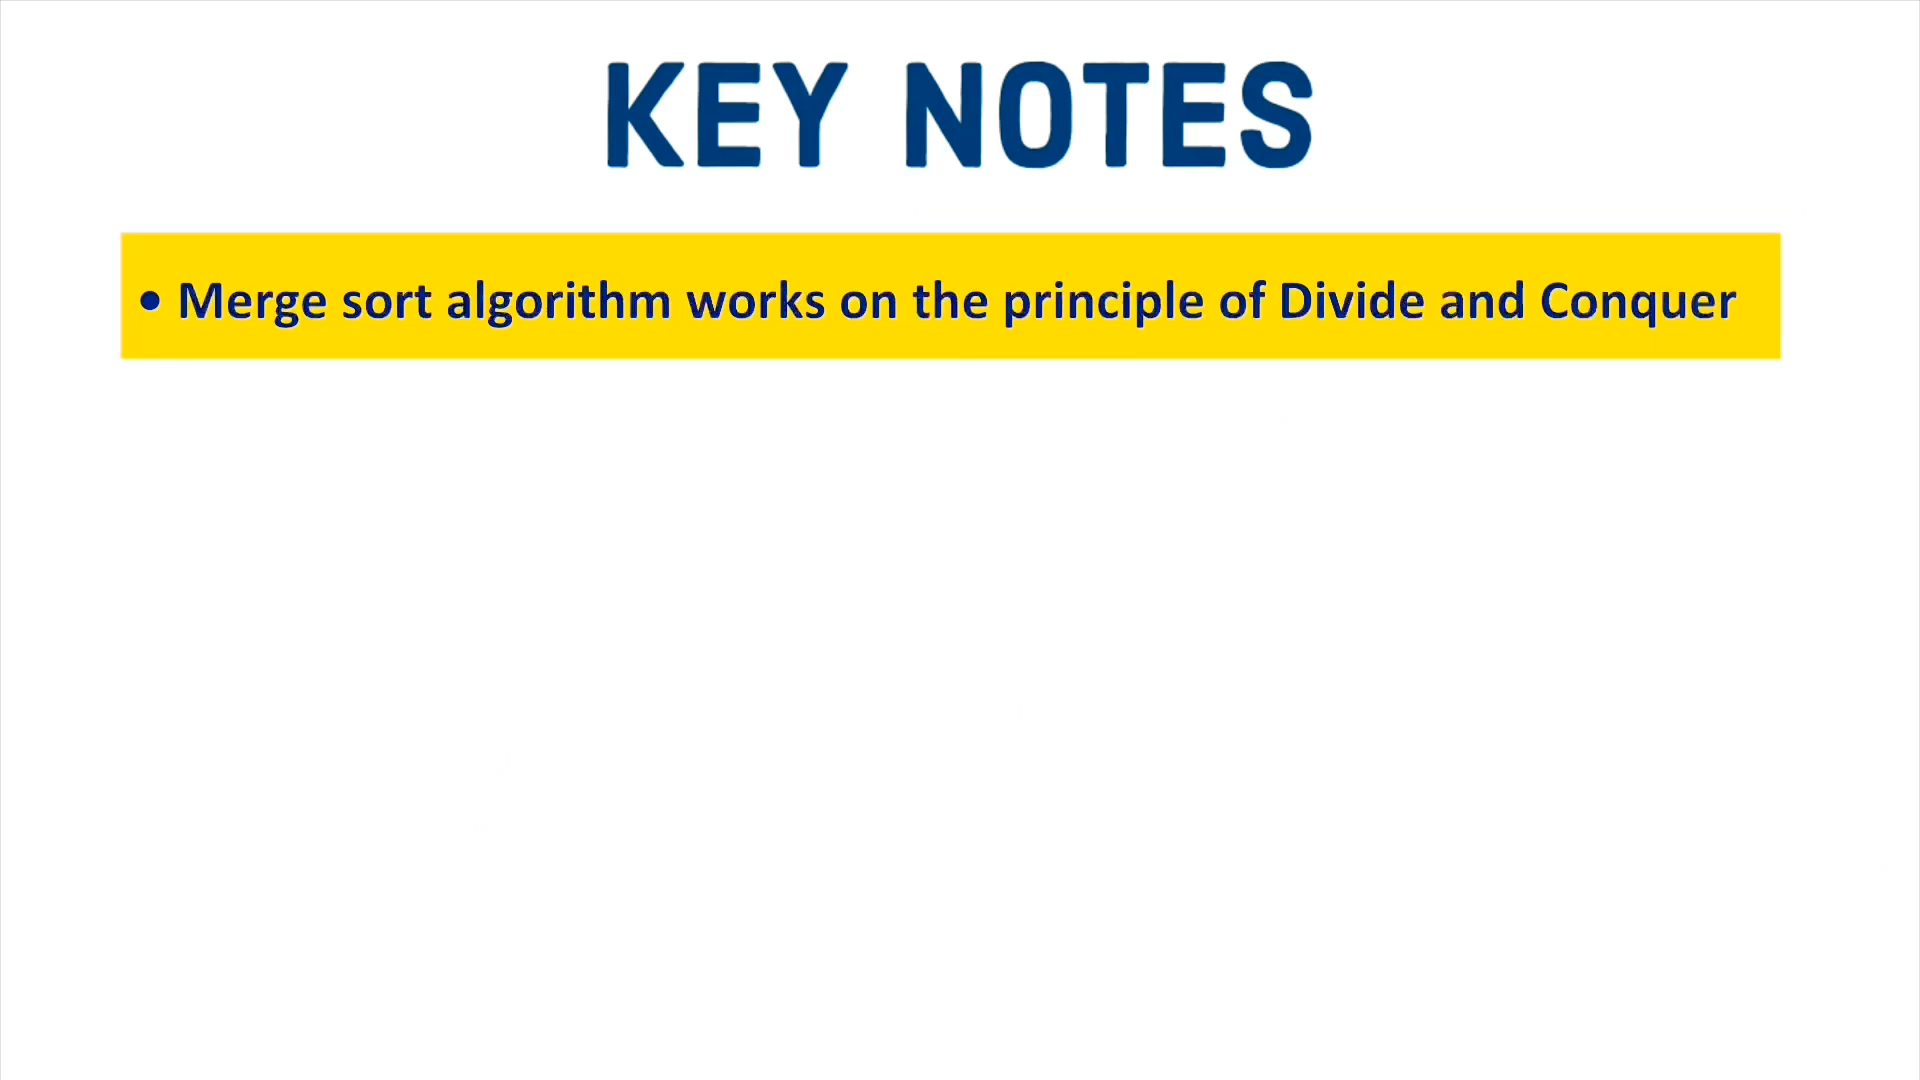 KEY NOTES
• Merge sort algorithm works on the principle of Divide and Conquer